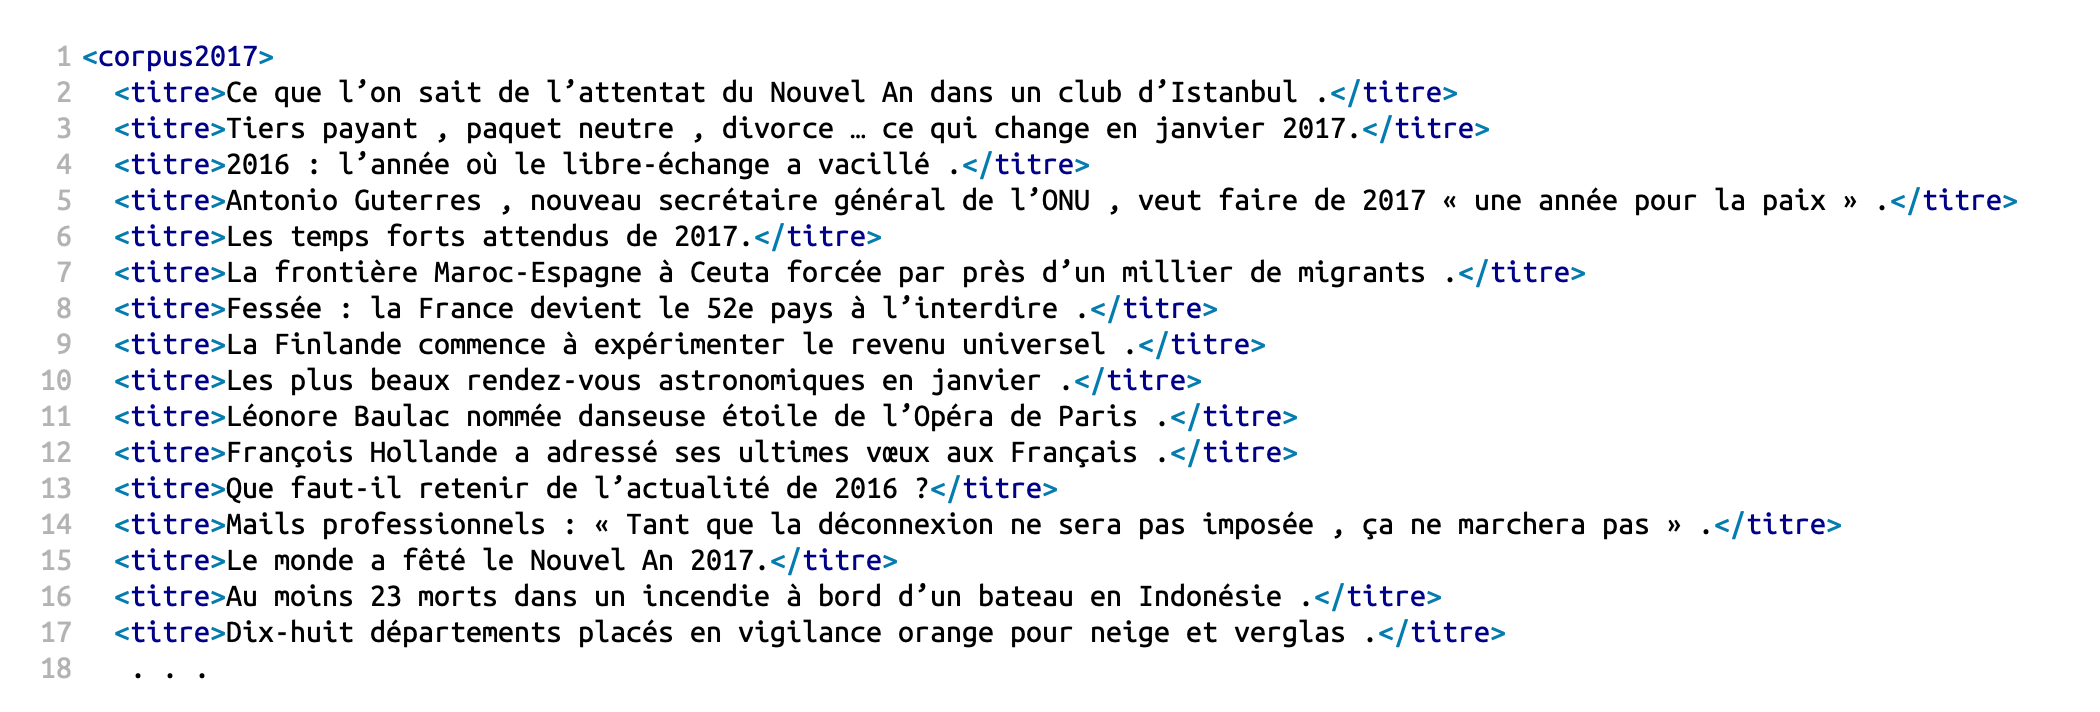 1 <corpus2017>
2 <titre>Ce que l’on sait de l’attentat du Nouvel An dans un club d’Istanbul .</titre>
3 <titre>Tiers payant , paquet neutre , divorce … ce qui change en janvier 2017.</titre>
4 <titre>2016 : l’année où le libre-échange a vacillé .</titre>
5 <titre>Antonio Guterres , nouveau secrétaire général de l’ONU , veut faire de 2017 « une année pour la paix » .</titre>
6 <titre>Les temps forts attendus de 2017.</titre>
7 <titre>La frontière Maroc-Espagne à Ceuta forcée par près d’un millier de migrants .</titre>
8 <titre>Fessée : la France devient le 52e pays à l’interdire .</titre>
9 <titre>La Finlande commence à expérimenter le revenu universel .</titre>
10 <titre>Les plus beaux rendez-vous astronomiques en janvier .</titre>
11 <titre>Léonore Baulac nommée danseuse étoile de l’Opéra de Paris .</titre>
12 <titre>François Hollande a adressé ses ultimes vœux aux Français .</titre>
13 <titre>Que faut-il retenir de l’actualité de 2016 ?</titre>
14 <titre>Mails professionnels : « Tant que la déconnexion ne sera pas imposée , ça ne marchera pas » .</titre>
15 <titre>Le monde a fêté le Nouvel An 2017.</titre>
16 <titre>Au moins 23 morts dans un incendie à bord d’un bateau en Indonésie .</titre>
17 <titre>Dix-huit départements placés en vigilance orange pour neige et verglas .</titre>
18 . . .